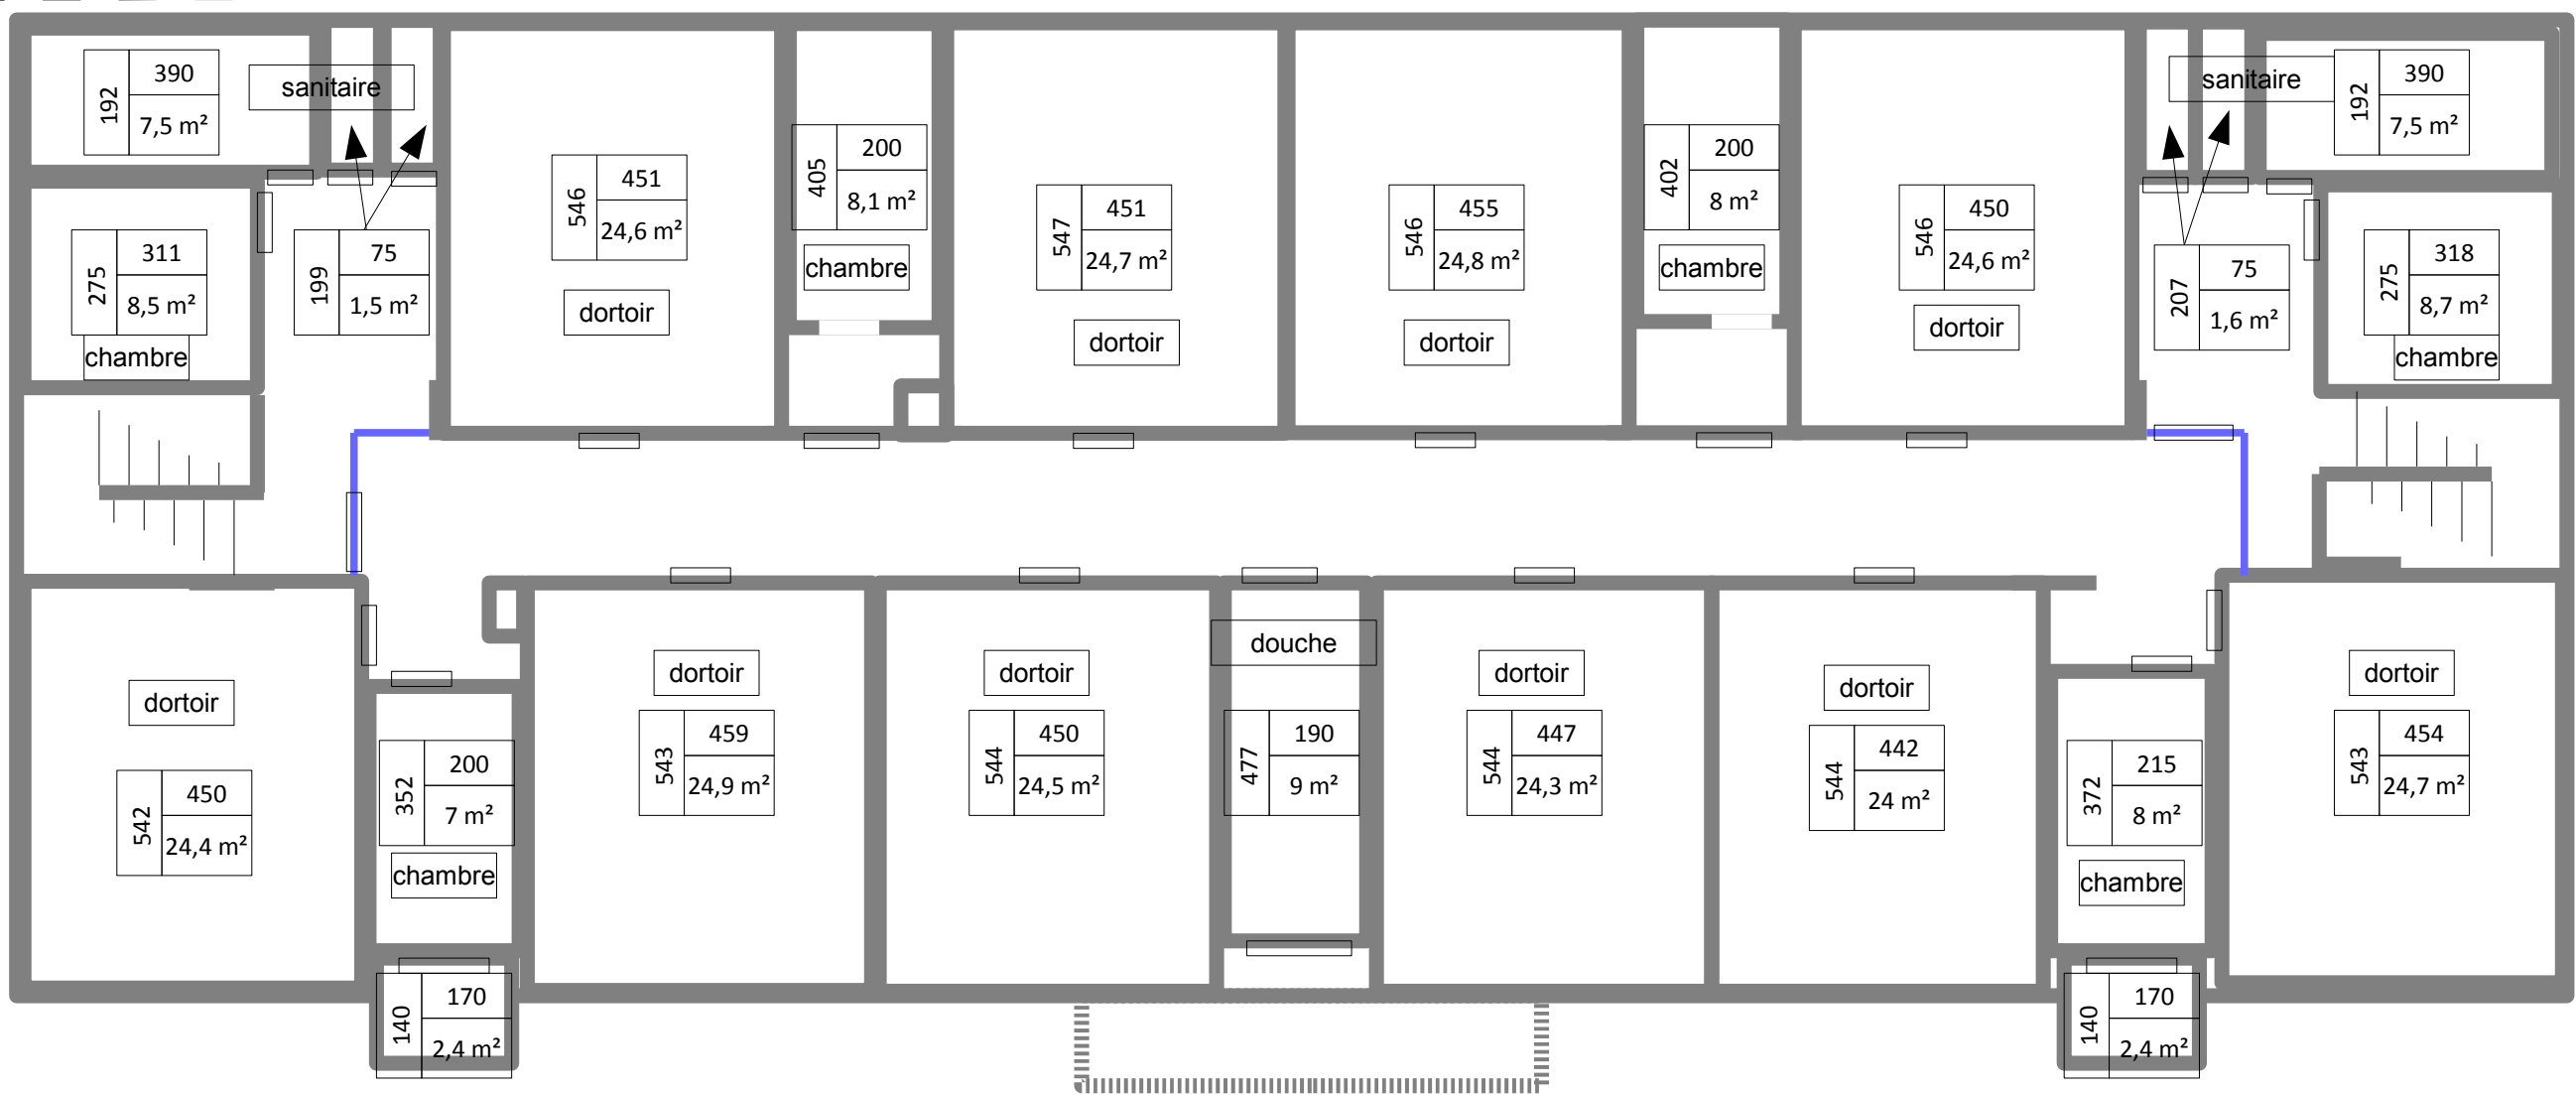 390
192
7,5 m²
sanitaire
451
546
24,6 m²
dortoir
200
405
8,1 m²
chambre
451
547
24,7 m²
dortoir
455
546
24,8 m²
dortoir
200
402
8 m²
chambre
450
546
24,6 m²
dortoir
sanitaire
390
192
7,5 m²
311
275
8,5 m²
chambre
75
199
1,5 m²
75
207
1,6 m²
318
275
8,7 m²
chambre
dortoir
450
542
24,4 m²
200
352
7 m²
chambre
170
140
2,4 m²
dortoir
459
543
24,9 m²
dortoir
450
544
24,5 m²
douche
190
477
9 m²
dortoir
447
544
24,3 m²
dortoir
442
544
24 m²
215
372
8 m²
chambre
170
140
2,4 m²
dortoir
454
543
24,7 m²